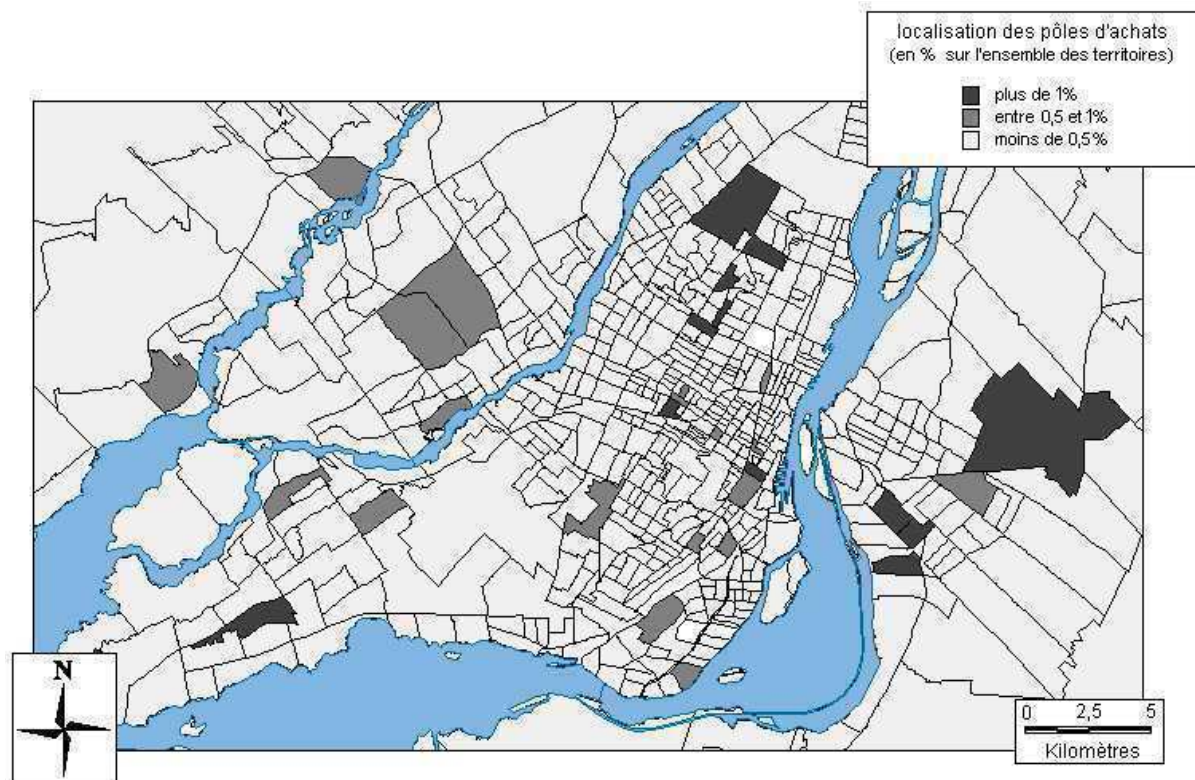 localisation des pôles d'achats
(en % sur l'ensemble des territoires)
plus de 1%
entre 0,5 et 1%
moins de 0,5%
N
0 2,5 5
Kilomètres